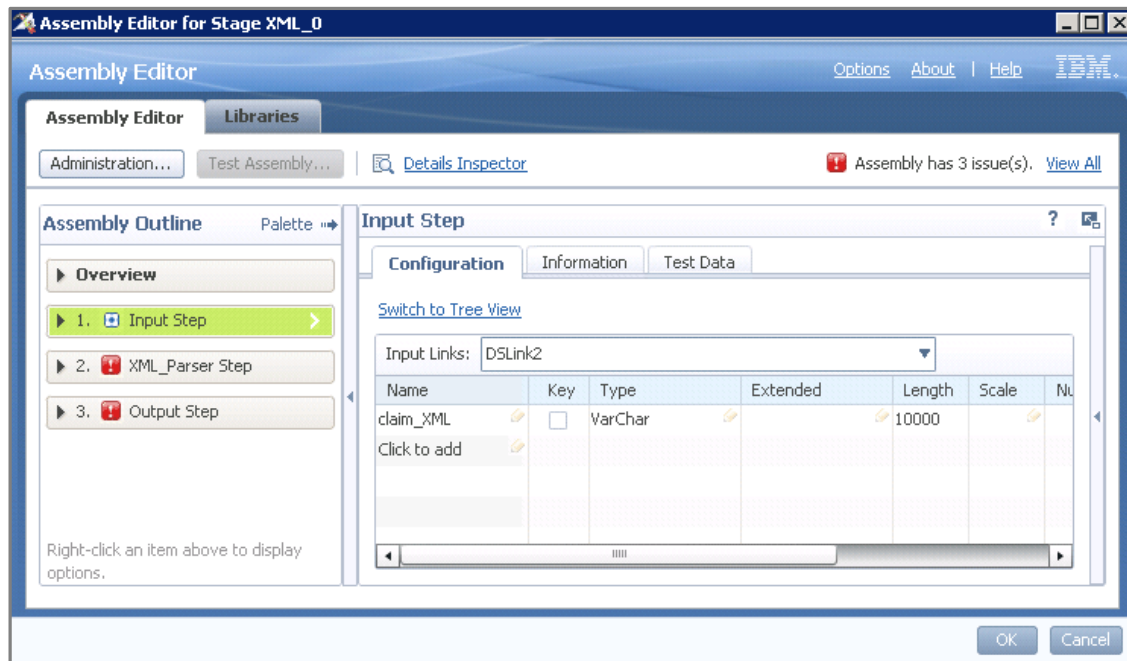 Assembly Editor for Stage XML_0
Assembly Editor
Options About | Help IBM.
Assembly Editor Libraries
Administration... Test Assembly... Details Inspector Assembly has 3 issue(s). View All
Assembly Outline Palette
Overview
1. Input Step
2. XML_Parser Step
3. Output Step
Right-click an item above to display
options.
Input Step ?
Configuration Information Test Data
Switch to Tree View
Input Links: DSLink2
Name Key Type Extended Length Scale Nu
claim_XML VarChar 10000
Click to add
OK Cancel